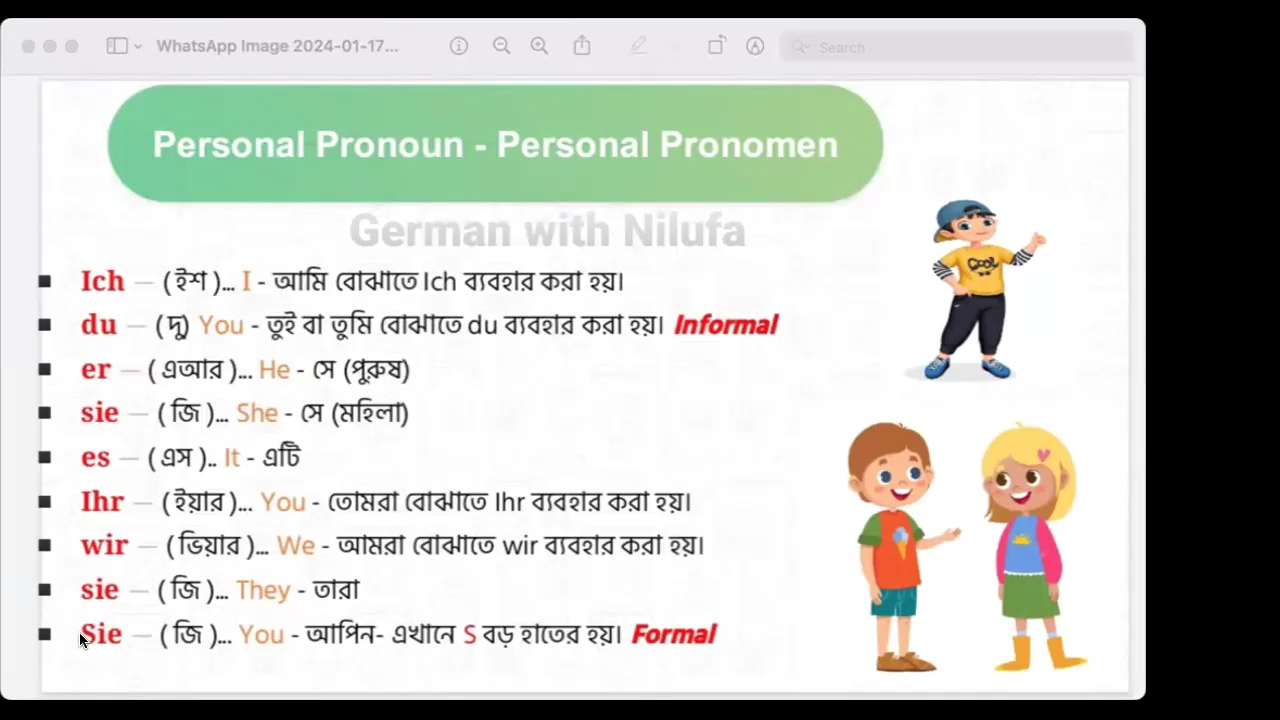 WhatsApp Image 2024-01-17...
Search
Personal Pronoun - Personal Pronomen
German with Nilufa
Ich — ( ইশ )... I - আমি বোঝাতে Ich ব্যবহার করা হয়।
du — ( দু) You - তুই বা তুমি বোঝাতে du ব্যবহার করা হয়। Informal
er — ( এআর )... He - সে (পুরুষ)
sie — ( জি )... She - সে (মহিলা)
es — ( এস ).. It - এটি
Ihr — ( ইয়ার )... You - তোমরা বোঝাতে Ihr ব্যবহার করা হয়।
wir — ( ভিয়ার )... We - আমরা বোঝাতে wir ব্যবহার করা হয়।
sie — ( জি )... They - তারা
Sie — ( জি )... You - আপিন- এখানে S বড় হাতের হয়। Formal
COOL